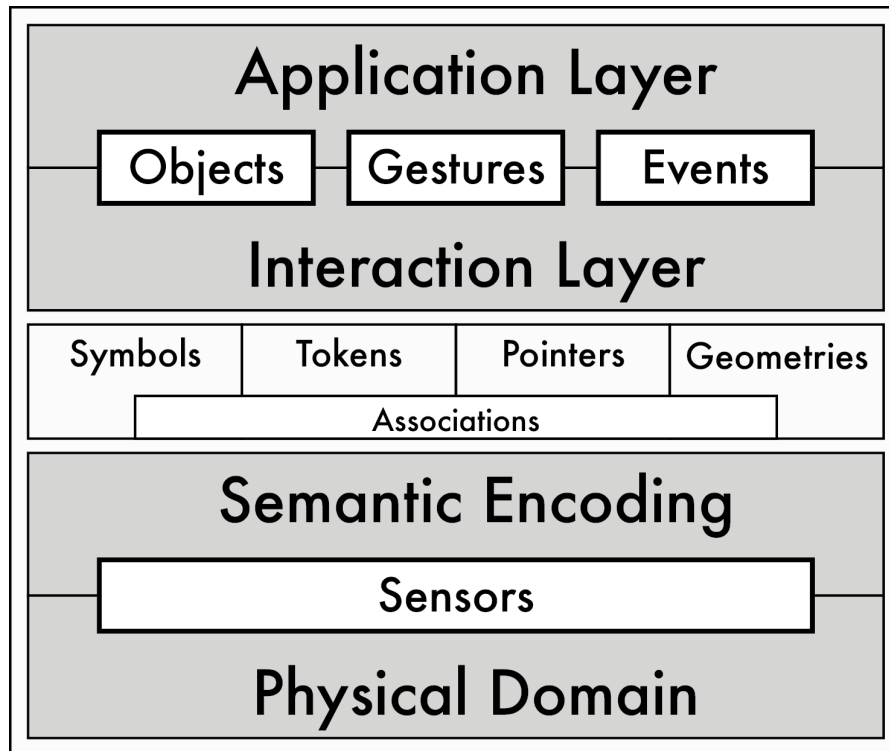 Application Layer
Objects Gestures Events
Interaction Layer
Symbols Tokens Pointers Geometries
Associations
Semantic Encoding
Sensors
Physical Domain